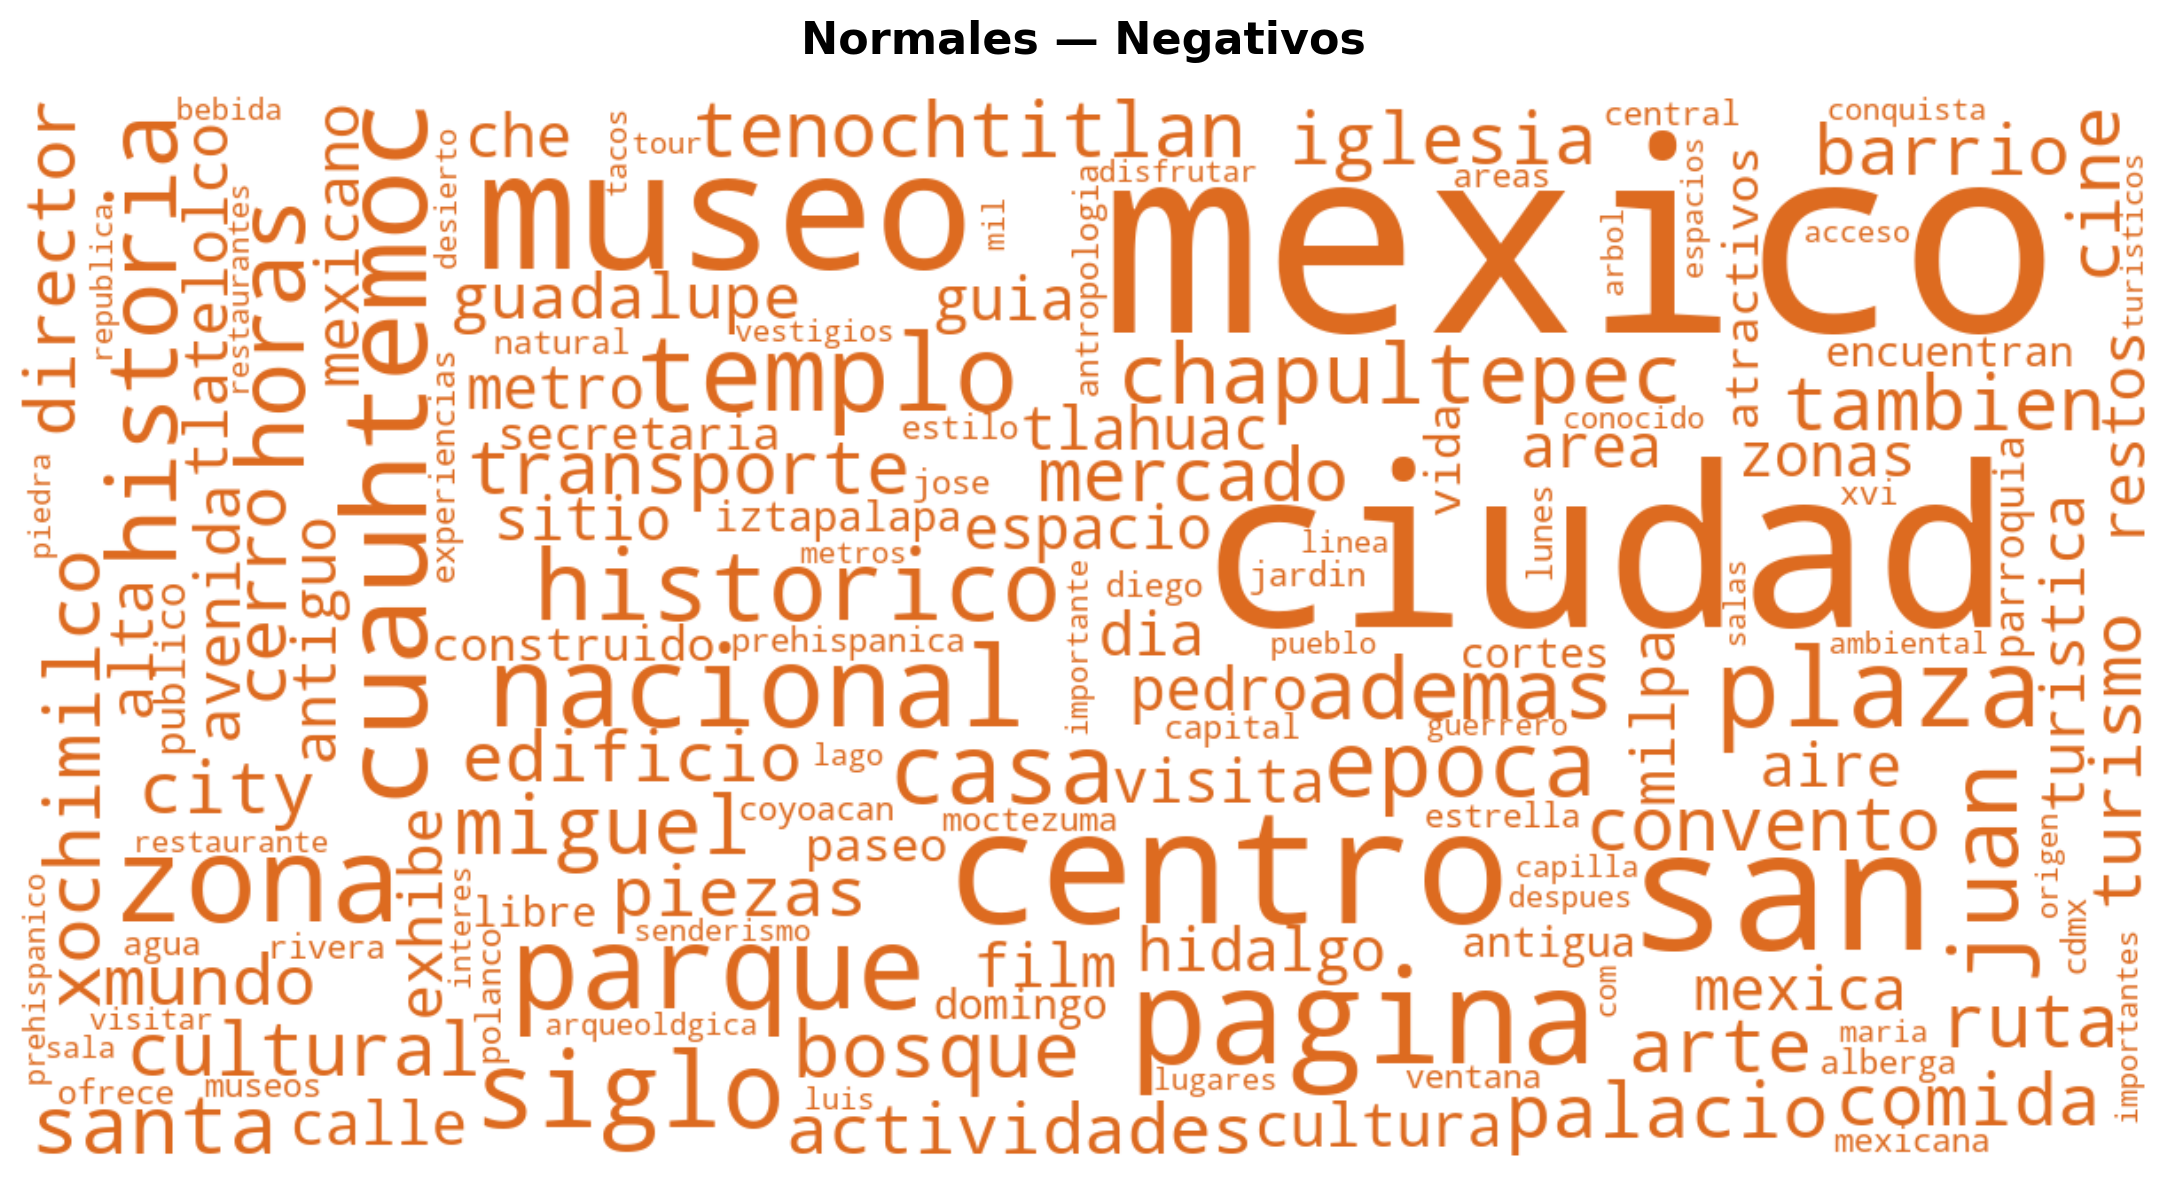 Normales — Negativos
bebida
director
historia
tlatelolco
republica
restaurantes
horas
mexicano
cuauhtemoc
desierto
che
tacos
tour
tenochtitlan
iglesia
central
conquista
barrio
cine
museo
disfrutar
areas
mexico
mil
antropologia
arbol
espacios
atractivos
acceso
turisticos
guadalupe
guia
natural
vestigios
templo
metro
chapultepec
encuentran
tambien
restos
experiencias
secretaria
estilo
tlahuac
conocido
vida
area
zonas
transporte
jose
mercado
xvi
parroquia
piedra
avenida
cerro
antiguo
sitio
iztapalapa
espacio
ciudad
linea
lunes
metros
historico
importante
diego
jardin
salas
xochimilco
alta
publico
construido
prehispanica
dia
pueblo
cortes
milpa
ambiental
turistica
turismo
nacional
pedro
ademas
plaza
capital
guerrero
edificio
lago
casa
visita
epoca
aire
juan
city
miguel
coyoacan
moctezuma
estrella
convento
origen
restaurante
zona
exhibe
interes
paseo
centro
capilla
despues
san
cdmx
libre
piezas
senderismo
prehispanico
agua
rivera
mundo
polanco
parque
film
hidalgo
antigua
domingo
pagina
com
mexica
importantes
visitar
arqueoldgica
sala
cultural
siglo
bosque
arte
maria
ruta
alberga
ofrece
museos
lugares
ventana
santa
calle
luis
actividades
cultura
palacio
comida
mexicana